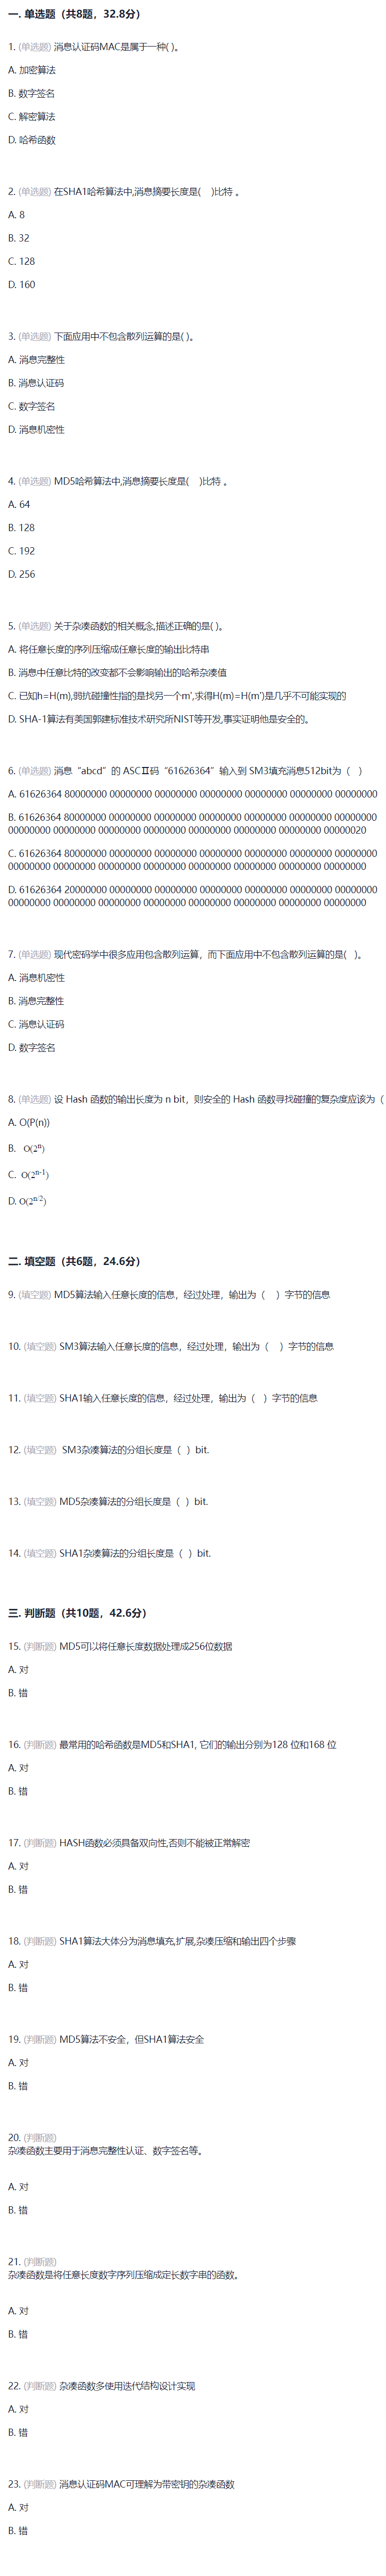 一. 单选题（共8题，32.8分）
1. (单选题) 消息认证码MAC是属于一种( )。
A. 加密算法
B. 数字签名
C. 解密算法
D. 哈希函数
2. (单选题) 在SHA1哈希算法中,消息摘要长度是( )比特 。
A. 8
B. 32
C. 128
D. 160
3. (单选题) 下面应用中不包含散列运算的是( )。
A. 消息完整性
B. 消息认证码
C. 数字签名
D. 消息机密性
4. (单选题) MD5哈希算法中,消息摘要长度是( )比特 。
A. 64
B. 128
C. 192
D. 256
5. (单选题) 关于杂凑函数的相关概念,描述正确的是( )。
A. 将任意长度的序列压缩成任意长度的输出比特串
B. 消息中任意比特的改变都不会影响输出的哈希杂凑值
C. 已知h=H(m),弱抗碰撞性指的是找另一个m',求得H(m)=H(m')是几乎不可能实现的
D. SHA-1算法有美国郭建标准技术研究所NIST等开发,事实证明他是安全的。
6. (单选题) 消息“abcd”的 ASCⅡ码“61626364”输入到 SM3填充消息512bit为（ ）
A. 61626364 80000000 00000000 00000000 00000000 00000000 00000000 00000000
B. 61626364 80000000 00000000 00000000 00000000 00000000 00000000 00000000
00000000 00000000 00000000 00000000 00000000 00000000 00000000 00000020
C. 61626364 80000000 00000000 00000000 00000000 00000000 00000000 00000000
00000000 00000000 00000000 00000000 00000000 00000000 00000000 00000000
D. 61626364 20000000 00000000 00000000 00000000 00000000 00000000 00000000
00000000 00000000 00000000 00000000 00000000 00000000 00000000 00000000
7. (单选题) 现代密码学中很多应用包含散列运算，而下面应用中不包含散列运算的是( )。
A. 消息机密性
B. 消息完整性
C. 消息认证码
D. 数字签名
8. (单选题) 设 Hash 函数的输出长度为 n bit，则安全的 Hash 函数寻找碰撞的复杂度应该为（
A. O(P(n))
B. O(2^n)
C. O(2^n-1)
D. O(2^n/2)
二. 填空题（共6题，24.6分）
9. (填空题) MD5算法输入任意长度的信息，经过处理，输出为（ ）字节的信息
10. (填空题) SM3算法输入任意长度的信息，经过处理，输出为（ ）字节的信息
11. (填空题) SHA1输入任意长度的信息，经过处理，输出为（ ）字节的信息
12. (填空题) SM3杂凑算法的分组长度是（ ）bit.
13. (填空题) MD5杂凑算法的分组长度是（ ）bit.
14. (填空题) SHA1杂凑算法的分组长度是（ ）bit.
三. 判断题（共10题，42.6分）
15. (判断题) MD5可以将任意长度数据处理成256位数据
A. 对
B. 错
16. (判断题) 最常用的哈希函数是MD5和SHA1, 它们的输出分别为128 位和168 位
A. 对
B. 错
17. (判断题) HASH函数必须具备双向性,否则不能被正常解密
A. 对
B. 错
18. (判断题) SHA1算法大体分为消息填充,扩展,杂凑压缩和输出四个步骤
A. 对
B. 错
19. (判断题) MD5算法不安全，但SHA1算法安全
A. 对
B. 错
20. (判断题)
杂凑函数主要用于消息完整性认证、数字签名等。
A. 对
B. 错
21. (判断题)
杂凑函数是将任意长度数字序列压缩成定长数字串的函数。
A. 对
B. 错
22. (判断题) 杂凑函数多使用迭代结构设计实现
A. 对
B. 错
23. (判断题) 消息认证码MAC可理解为带密钥的杂凑函数
A. 对
B. 错